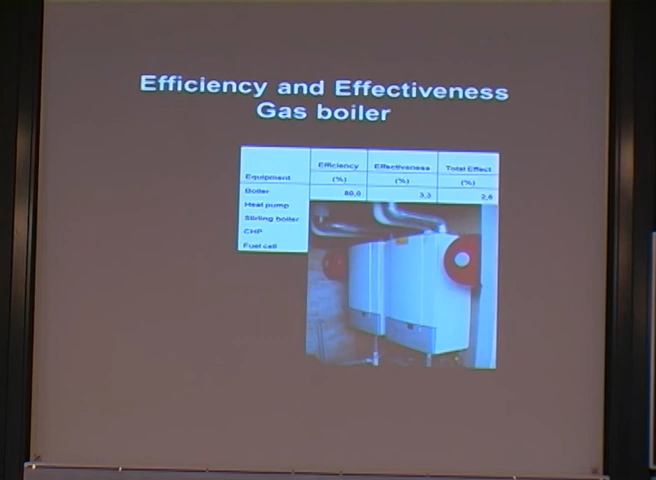 Efficiency and Effectiveness
Gas boiler
Efficiency Effectiveness Total Effect
Equipment (%) (%) (%)
Boiler 80,0 3,3 2,6
Heat pump
Stirling boiler
CHP
Fuel cell